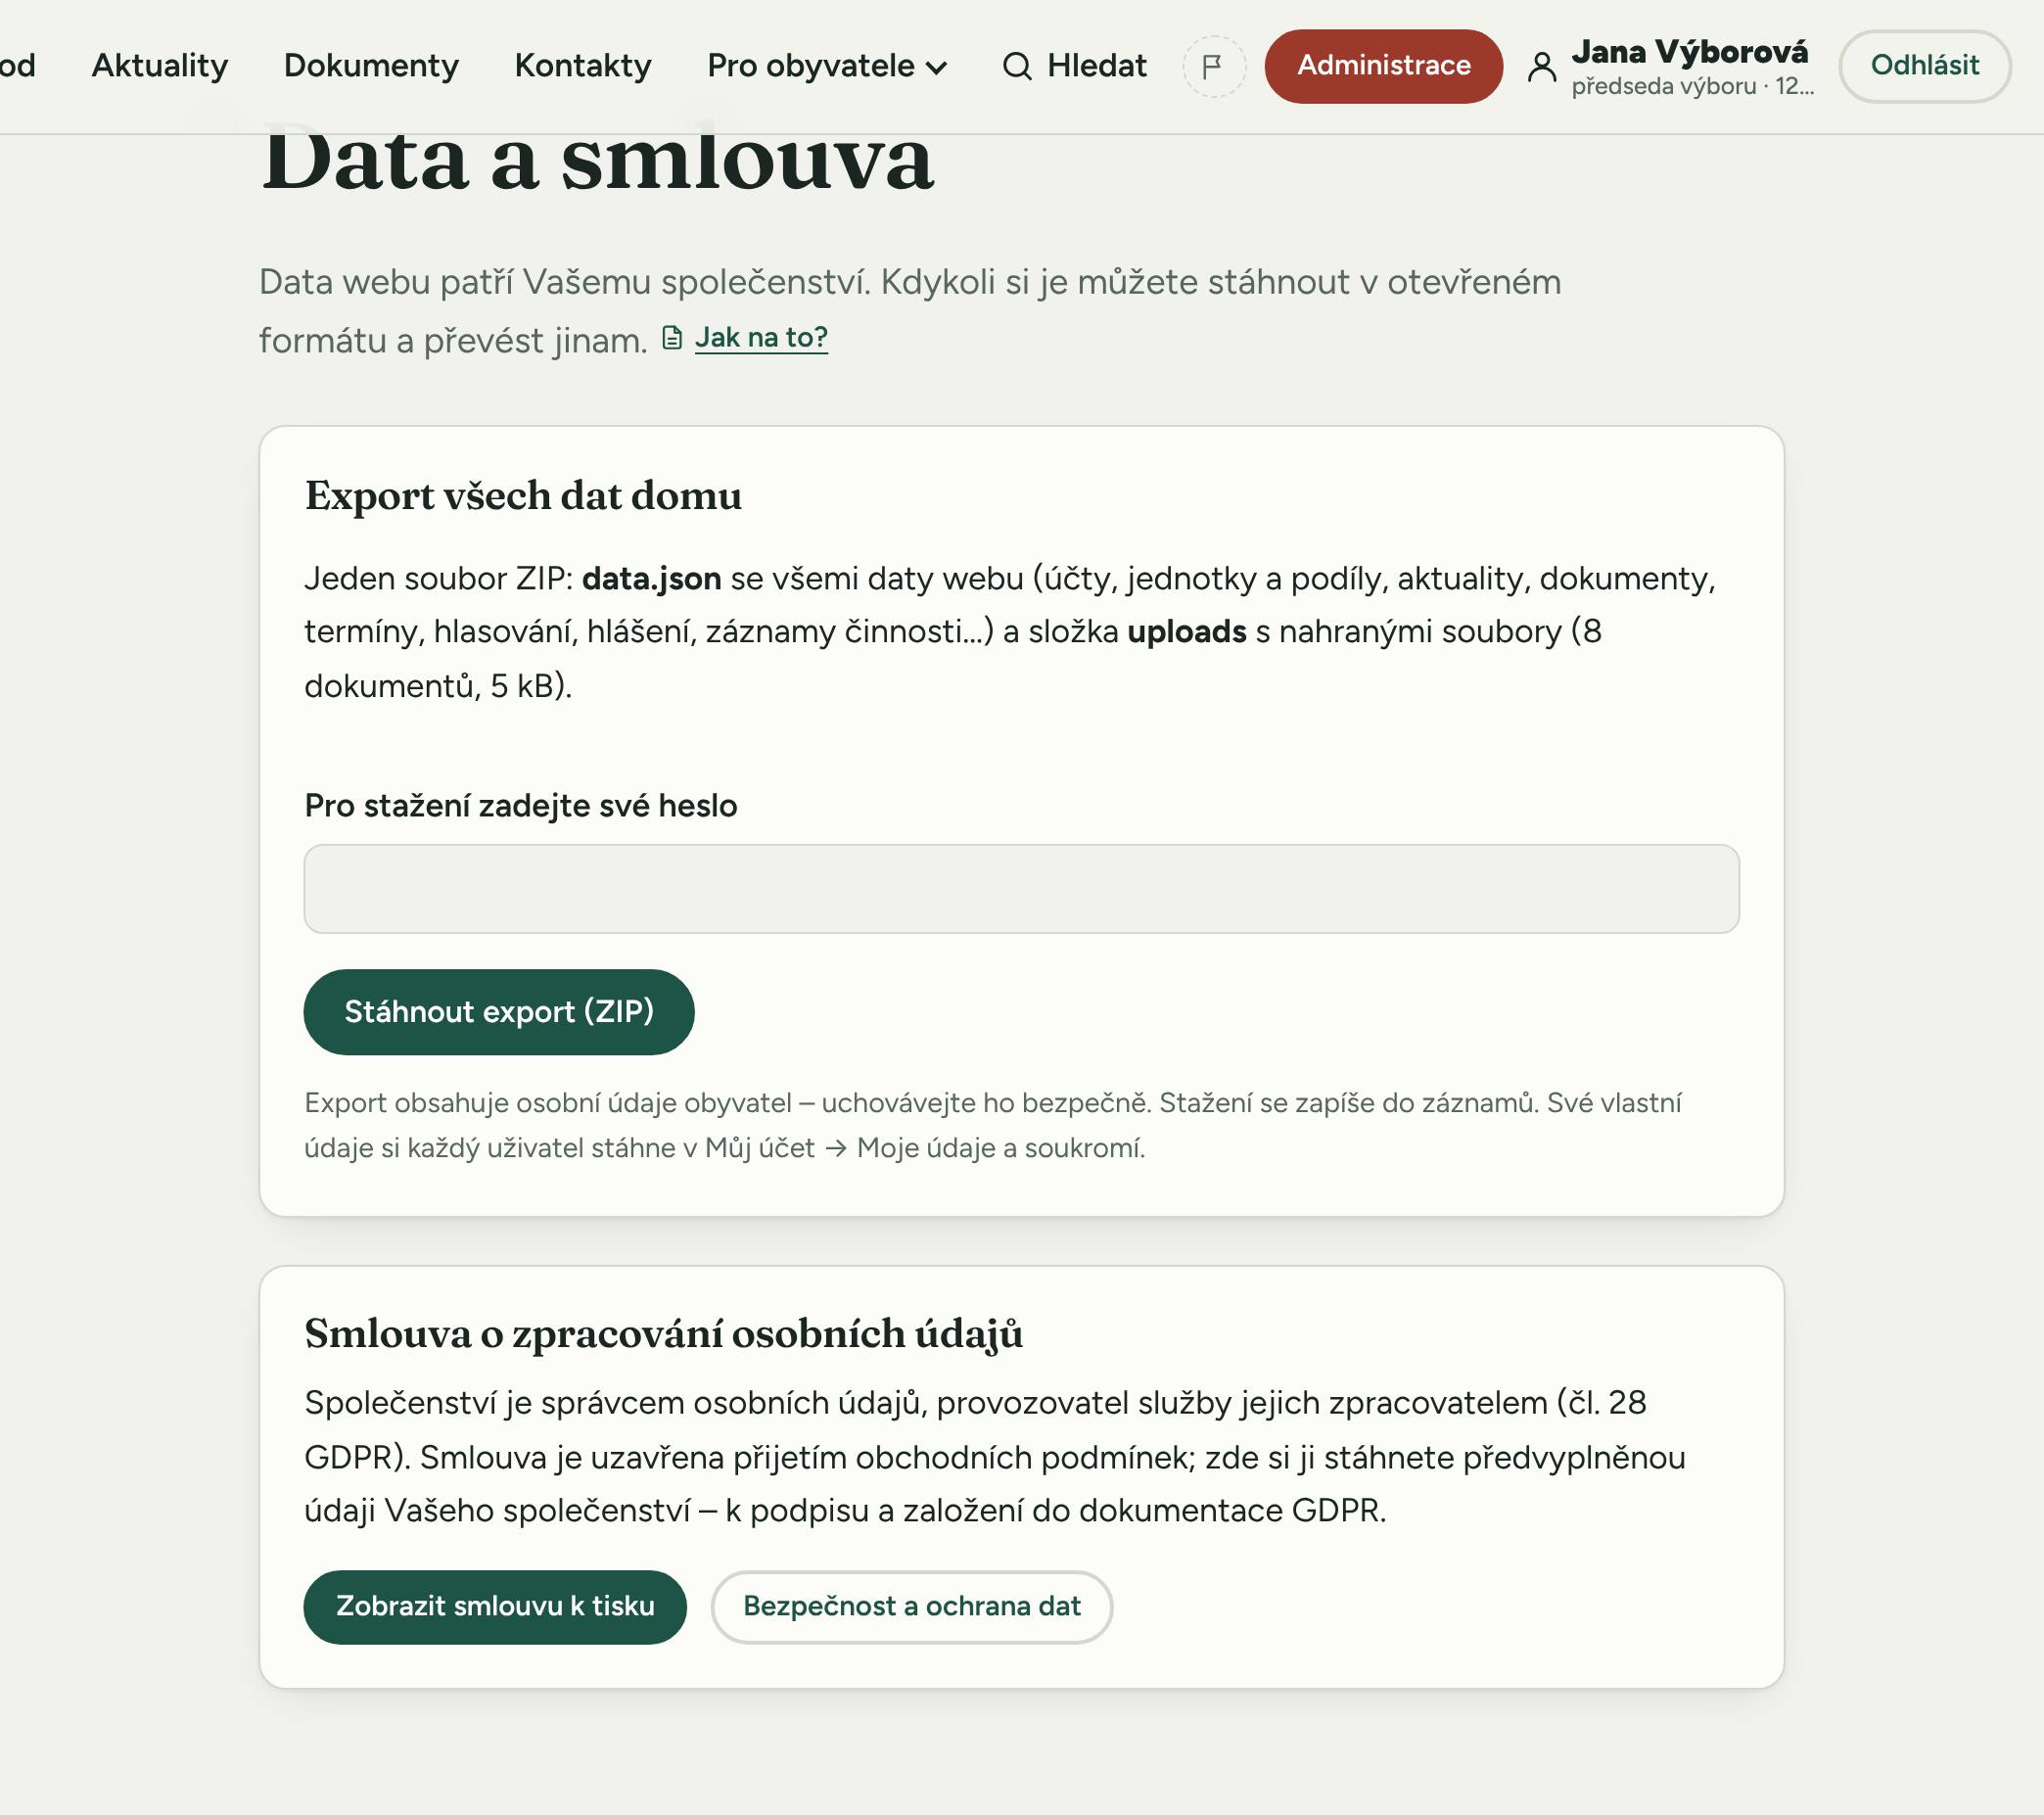 od Aktuality Dokumenty Kontakty Pro obyvatele Hledat Administrace Jana Výborová Odhlásit
předseda výboru · 12...
Data a smlouva
Data webu patří Vašemu společenství. Kdykoli si je můžete stáhnout v otevřeném
formátu a převést jinam. Jak na to?
Export všech dat domu
Jeden soubor ZIP: data.json se všemi daty webu (účty, jednotky a podíly, aktuality, dokumenty,
termíny, hlasování, hlášení, záznamy činnosti…) a složka uploads s nahranými soubory (8
dokumentů, 5 kB).
Pro stažení zadejte své heslo
Stáhnout export (ZIP)
Export obsahuje osobní údaje obyvatel – uchovávejte ho bezpečně. Stažení se zapíše do záznamů. Své vlastní
údaje si každý uživatel stáhne v Můj účet → Moje údaje a soukromí.
Smlouva o zpracování osobních údajů
Společenství je správcem osobních údajů, provozovatel služby jejich zpracovatelem (čl. 28
GDPR). Smlouva je uzavřena přijetím obchodních podmínek; zde si ji stáhnete předvyplněnou
údaji Vašeho společenství – k podpisu a založení do dokumentace GDPR.
Zobrazit smlouvu k tisku Bezpečnost a ochrana dat